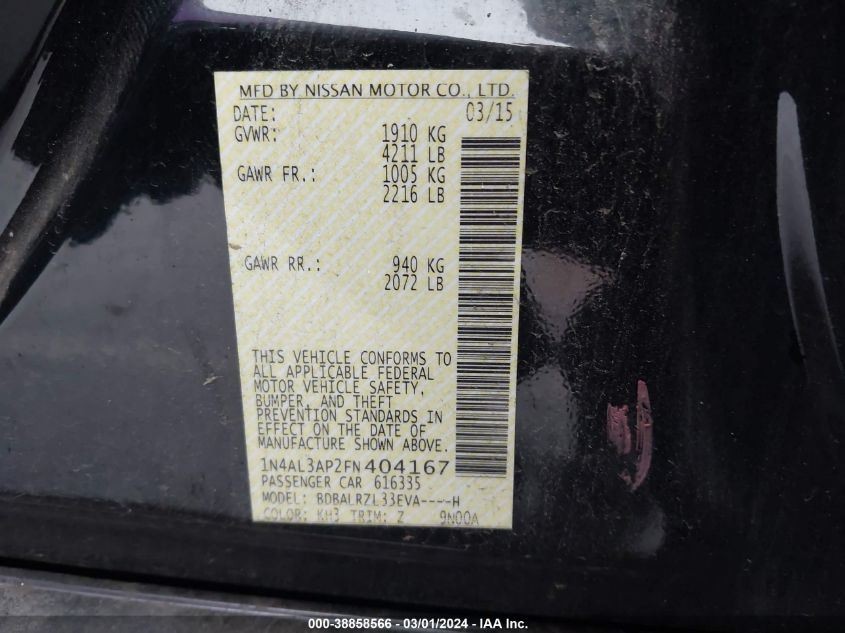 MFD BY NISSAN MOTOR CO., LTD.
DATE: 03/15
GVWR: 1910 KG
4211 LB
GAWR FR.: 1005 KG
2216 LB
GAWR RR.: 940 KG
2072 LB
THIS VEHICLE CONFORMS TO
ALL APPLICABLE FEDERAL
MOTOR VEHICLE SAFETY,
BUMPER, AND THEFT
PREVENTION STANDARDS IN
EFFECT ON THE DATE OF
MANUFACTURE SHOWN ABOVE.
1N4AL3AP2FN404167
PASSENGER CAR 616335
MODEL: BDBALRZL33EVA----H
COLOR: KH3 TRIM: Z 9N00A
000-38858566 - 03/01/2024 - IAA Inc.